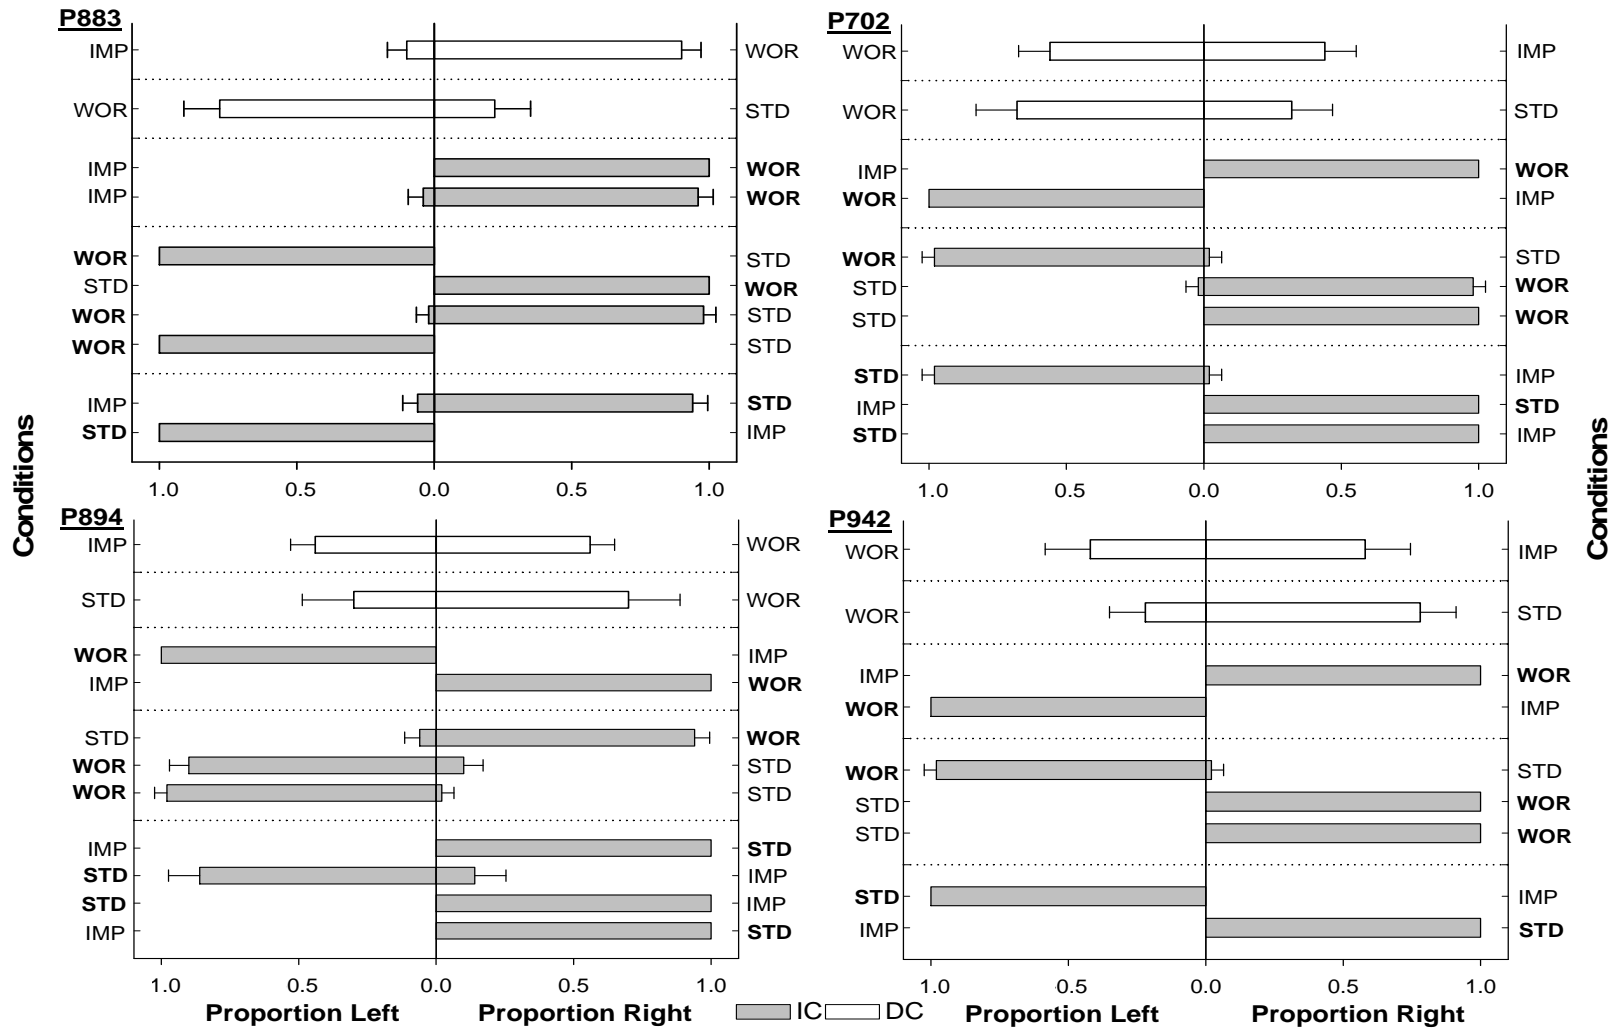 P883
IMP WOR
WOR STD
IMP WOR
IMP WOR
WOR STD
STD WOR
WOR STD
WOR STD
IMP STD
STD IMP
1.0 0.5 0.0 0.5 1.0
P702
WOR IMP
WOR STD
IMP WOR
WOR IMP
WOR STD
STD WOR
STD WOR
STD IMP
IMP STD
STD IMP
1.0 0.5 0.0 0.5 1.0
Conditions
Conditions
P894
IMP WOR
STD WOR
WOR IMP
IMP WOR
STD WOR
WOR STD
WOR STD
IMP STD
STD IMP
STD IMP
IMP STD
1.0 0.5 0.0 0.5 1.0
Proportion Left Proportion Right
P942
WOR IMP
WOR STD
IMP WOR
WOR IMP
WOR STD
STD WOR
STD WOR
STD IMP
IMP STD
1.0 0.5 0.0 0.5 1.0
Proportion Left Proportion Right
IC DC